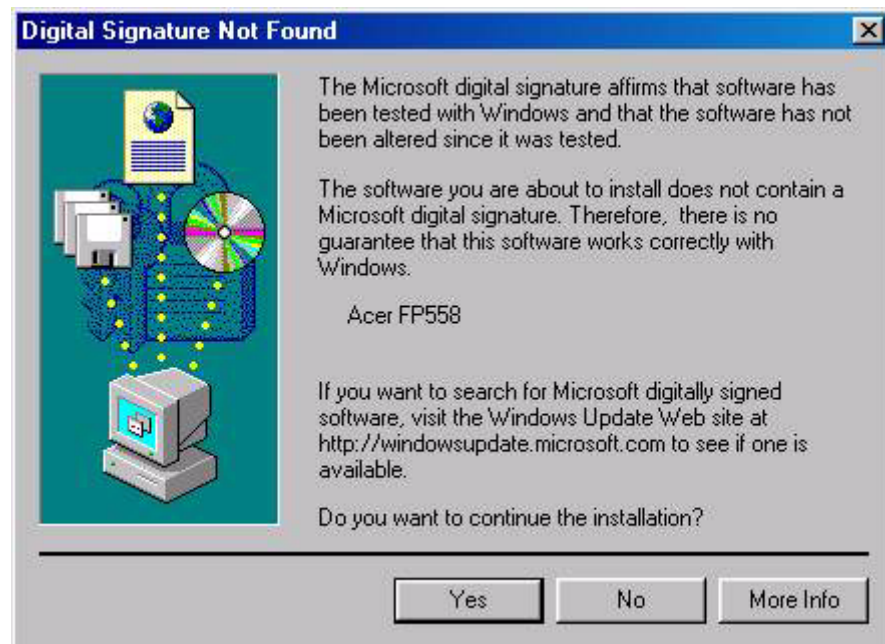 Digital Signature Not Found
The Microsoft digital signature affirms that software has
been tested with Windows and that the software has not
been altered since it was tested.
The software you are about to install does not contain a
Microsoft digital signature. Therefore,  there is no
guarantee that this software works correctly with
Windows.
Acer FP558
If you want to search for Microsoft digitally signed
software, visit the Windows Update Web site at
http://windowsupdate.microsoft.com to see if one is
available.
Do you want to continue the installation?
Yes No More Info